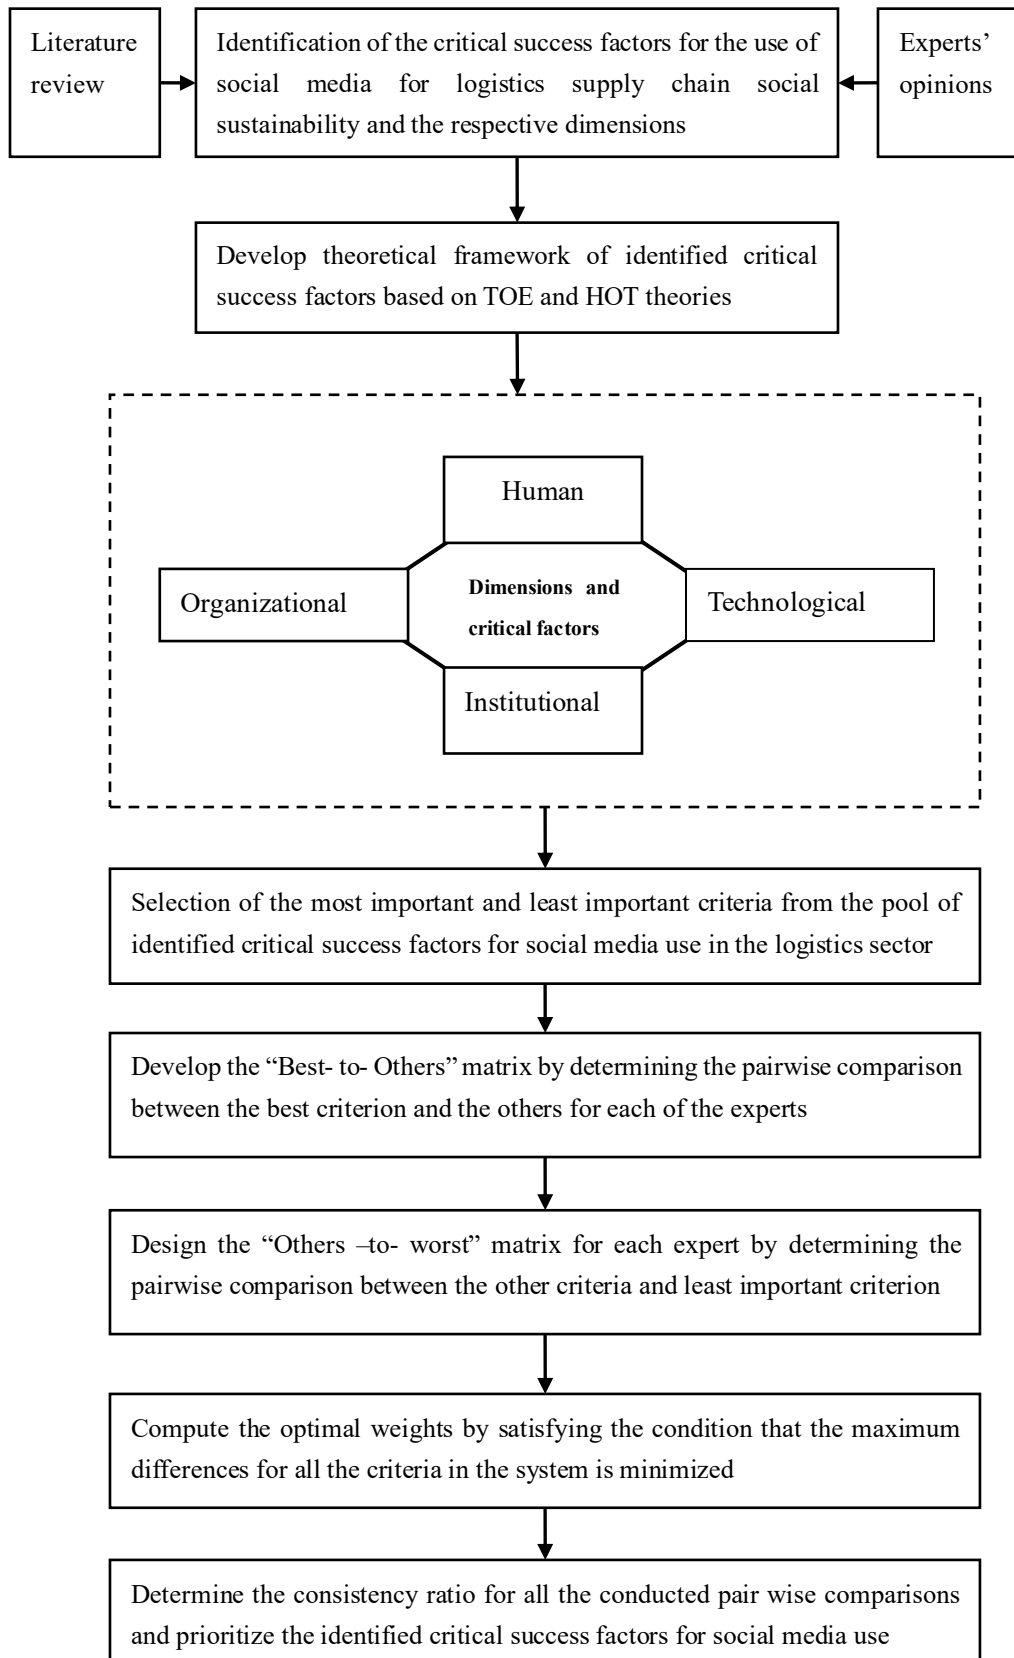 Literature
review
Identification of the critical success factors for the use of
social media for logistics supply chain social
sustainability and the respective dimensions
Experts’
opinions
Develop theoretical framework of identified critical
success factors based on TOE and HOT theories
Human
Organizational
Dimensions and
critical factors
Technological
Institutional
Selection of the most important and least important criteria from the pool of
identified critical success factors for social media use in the logistics sector
Develop the “Best- to- Others” matrix by determining the pairwise comparison
between the best criterion and the others for each of the experts
Design the “Others –to- worst” matrix for each expert by determining the
pairwise comparison between the other criteria and least important criterion
Compute the optimal weights by satisfying the condition that the maximum
differences for all the criteria in the system is minimized
Determine the consistency ratio for all the conducted pair wise comparisons
and prioritize the identified critical success factors for social media use